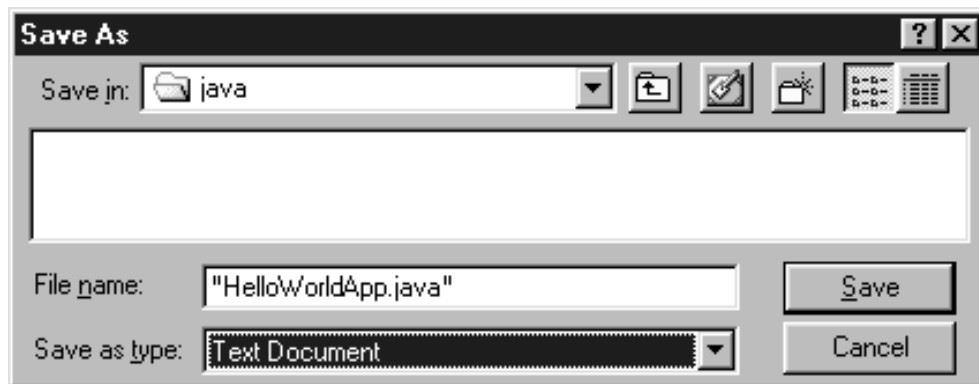 Save As
Save in: java
File name: "HelloWorldApp.java" Save
Save as type: Text Document Cancel